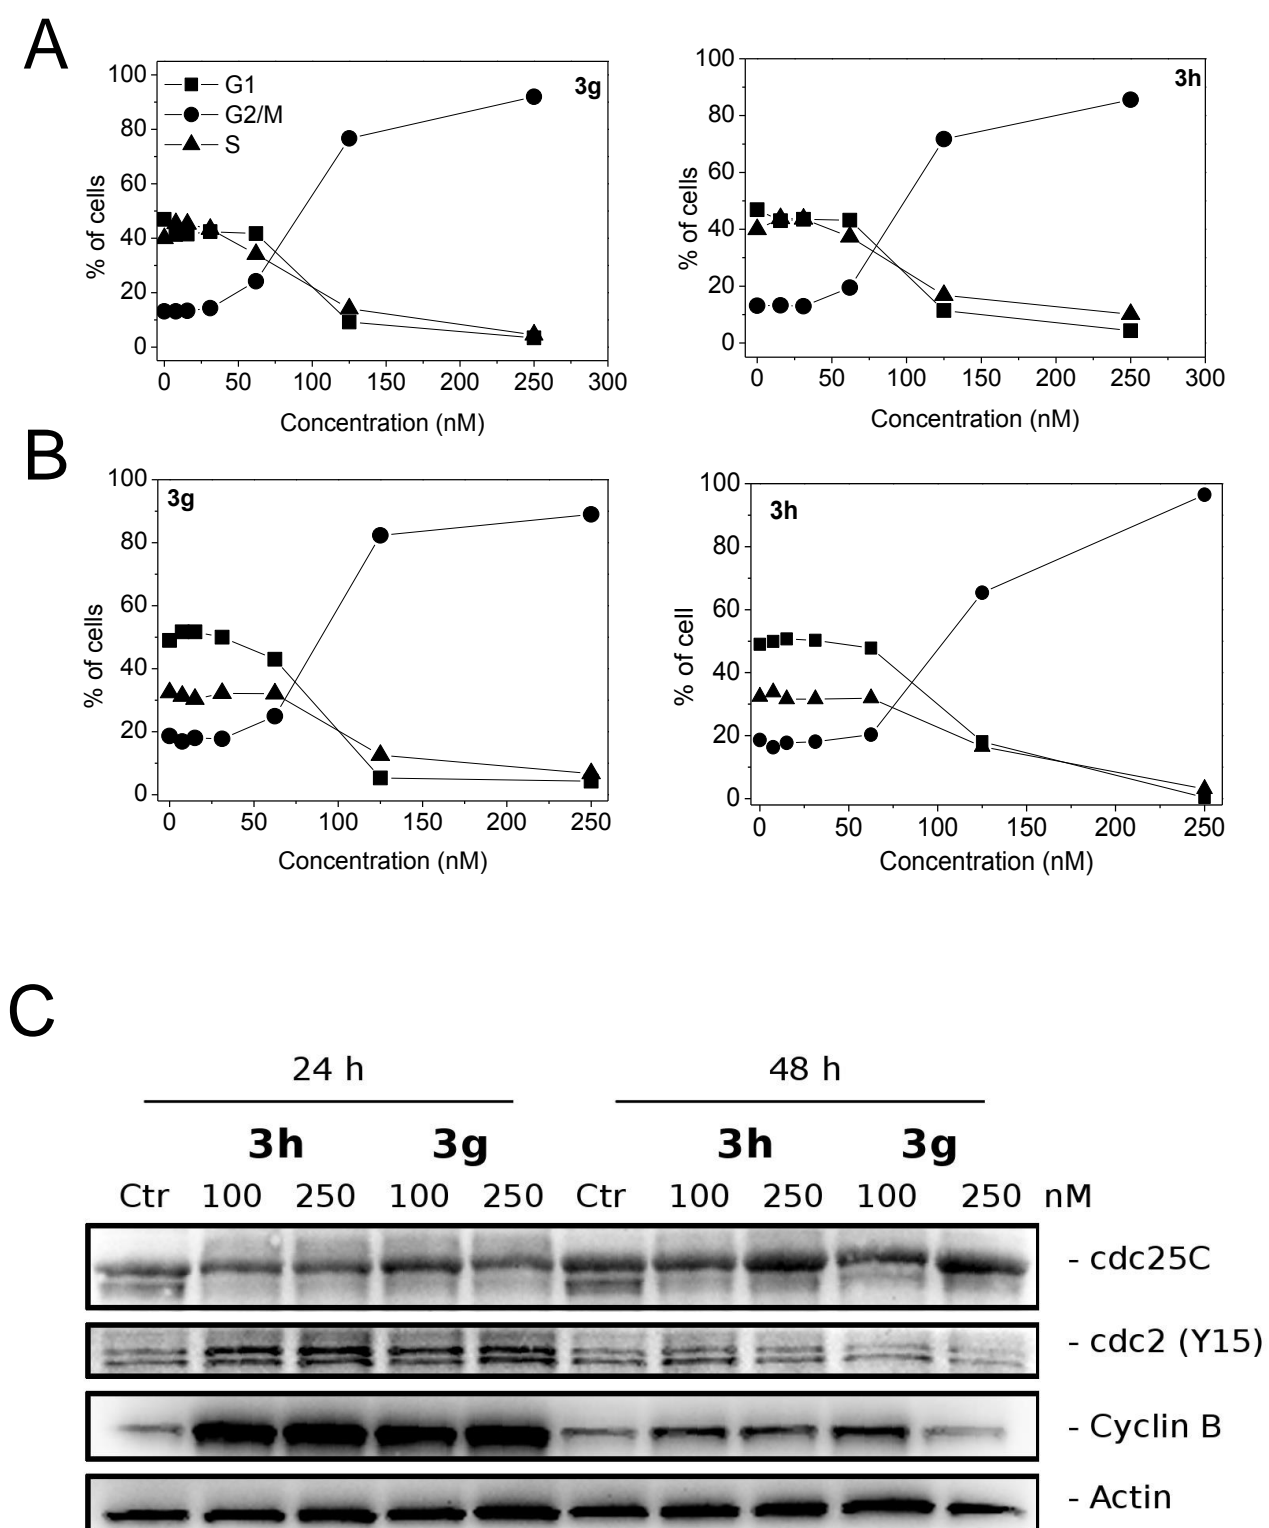 A
3g
G1
G2/M
S
100
80
60
40
20
0
% of cells
0 50 100 150 200 250 300
Concentration (nM)
3h
100
80
60
40
20
0
% of cells
0 50 100 150 200 250 300
Concentration (nM)
B
3g
100
80
60
40
20
0
% of cells
0 50 100 150 200 250
Concentration (nM)
3h
100
80
60
40
20
0
% of cell
0 50 100 150 200 250
Concentration (nM)
C
24 h 48 h
3h 3g 3h 3g
Ctr 100 250 100 250 Ctr 100 250 100 250 nM
- cdc25C
- cdc2 (Y15)
- Cyclin B
- Actin